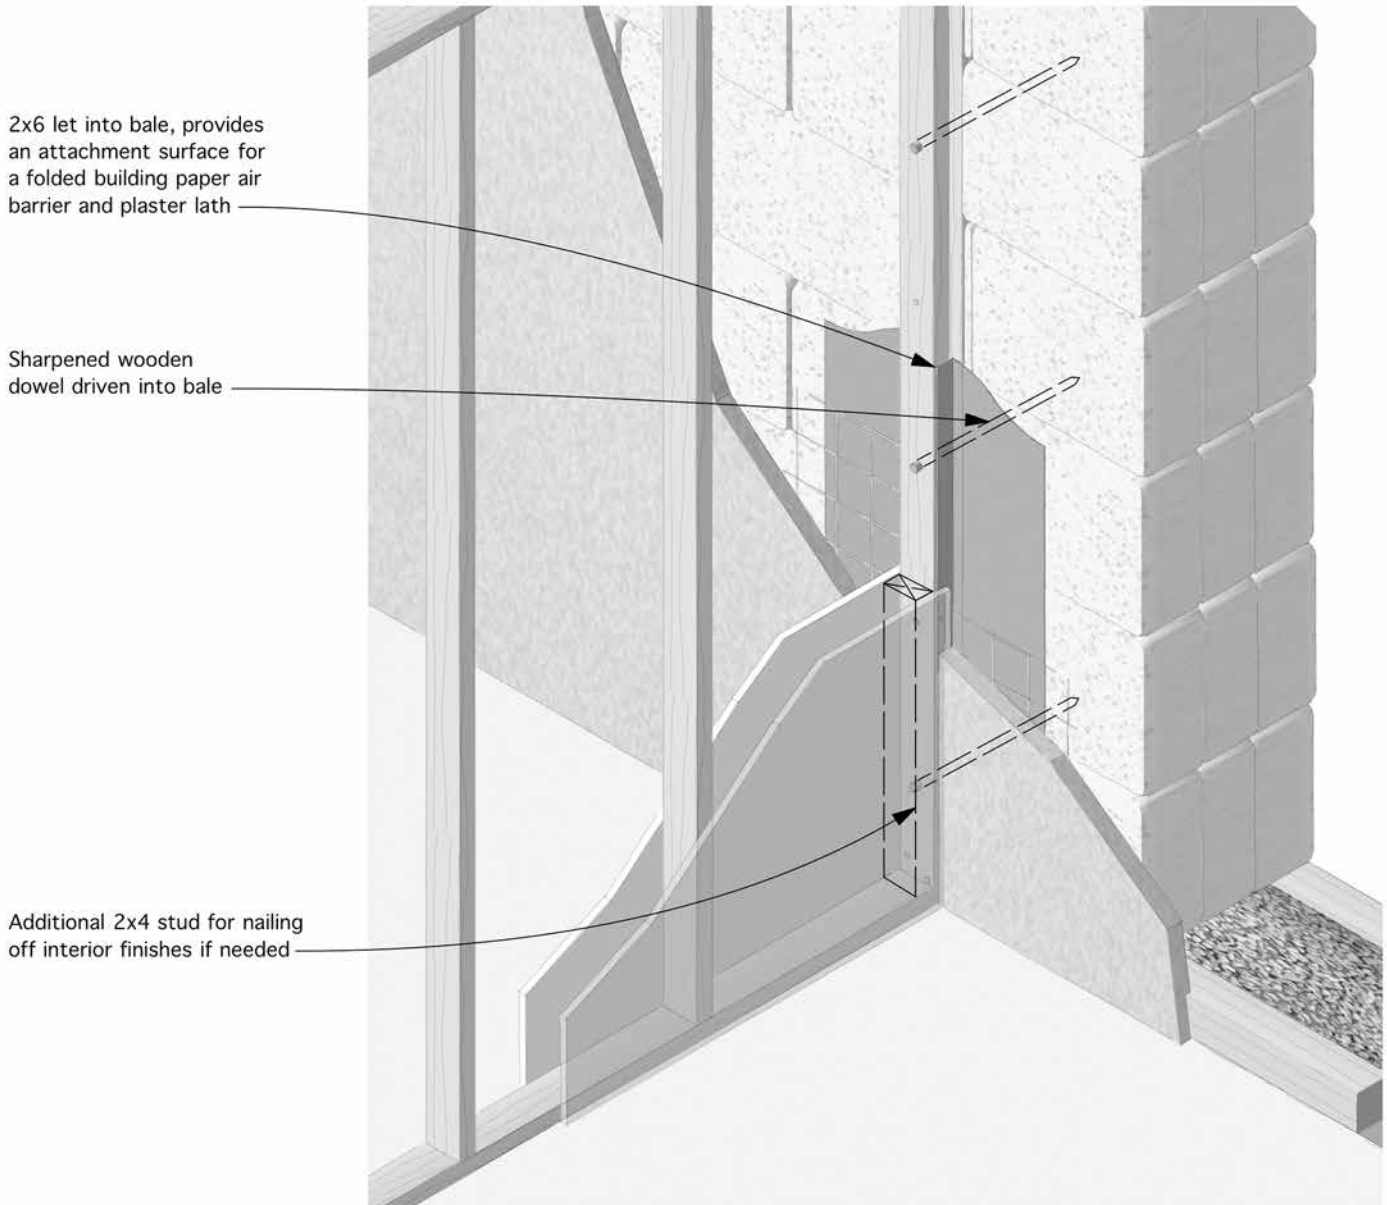 2x6 let into bale, provides
an attachment surface for
a folded building paper air
barrier and plaster lath
Sharpened wooden
dowel driven into bale
Additional 2x4 stud for nailing
off interior finishes if needed